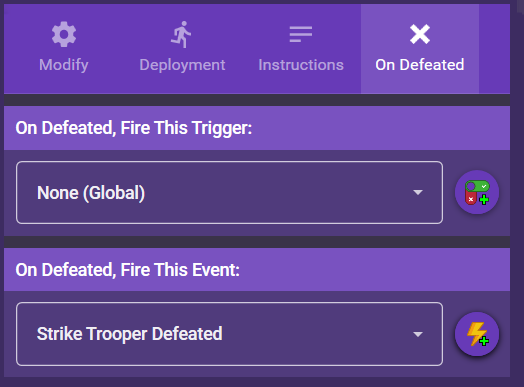 Modify
Deployment
Instructions
On Defeated
On Defeated, Fire This Trigger:
None (Global)
On Defeated, Fire This Event:
Strike Trooper Defeated